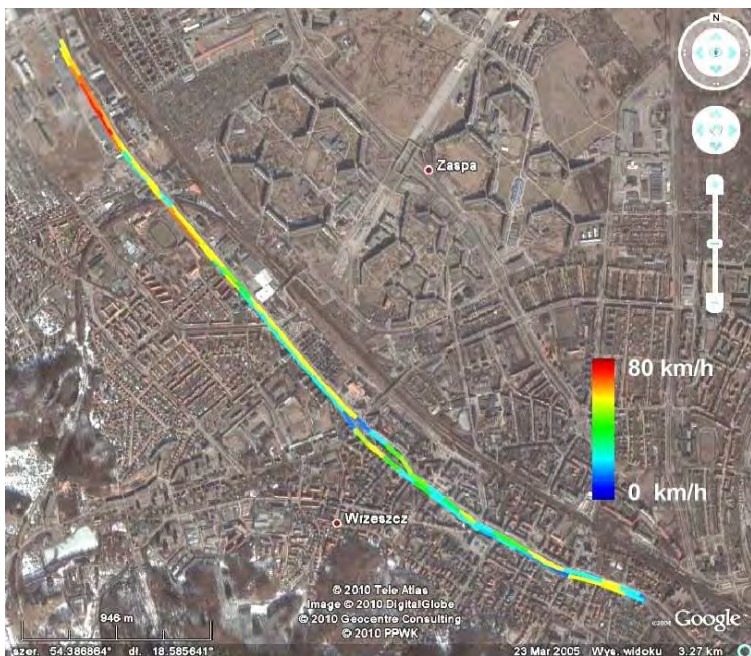 N
Zaspa
80 km/h
0 km/h
Wrzeszcz
© 2010 Tele Atlas
Image © 2010 DigitalGlobe
© 2010 Geocentre Consulting
© 2010 PPWK
946 m
Google
szer. 54.386864° dł. 18.585641°
23 Mar 2005 Wys. widoku 3.27 km